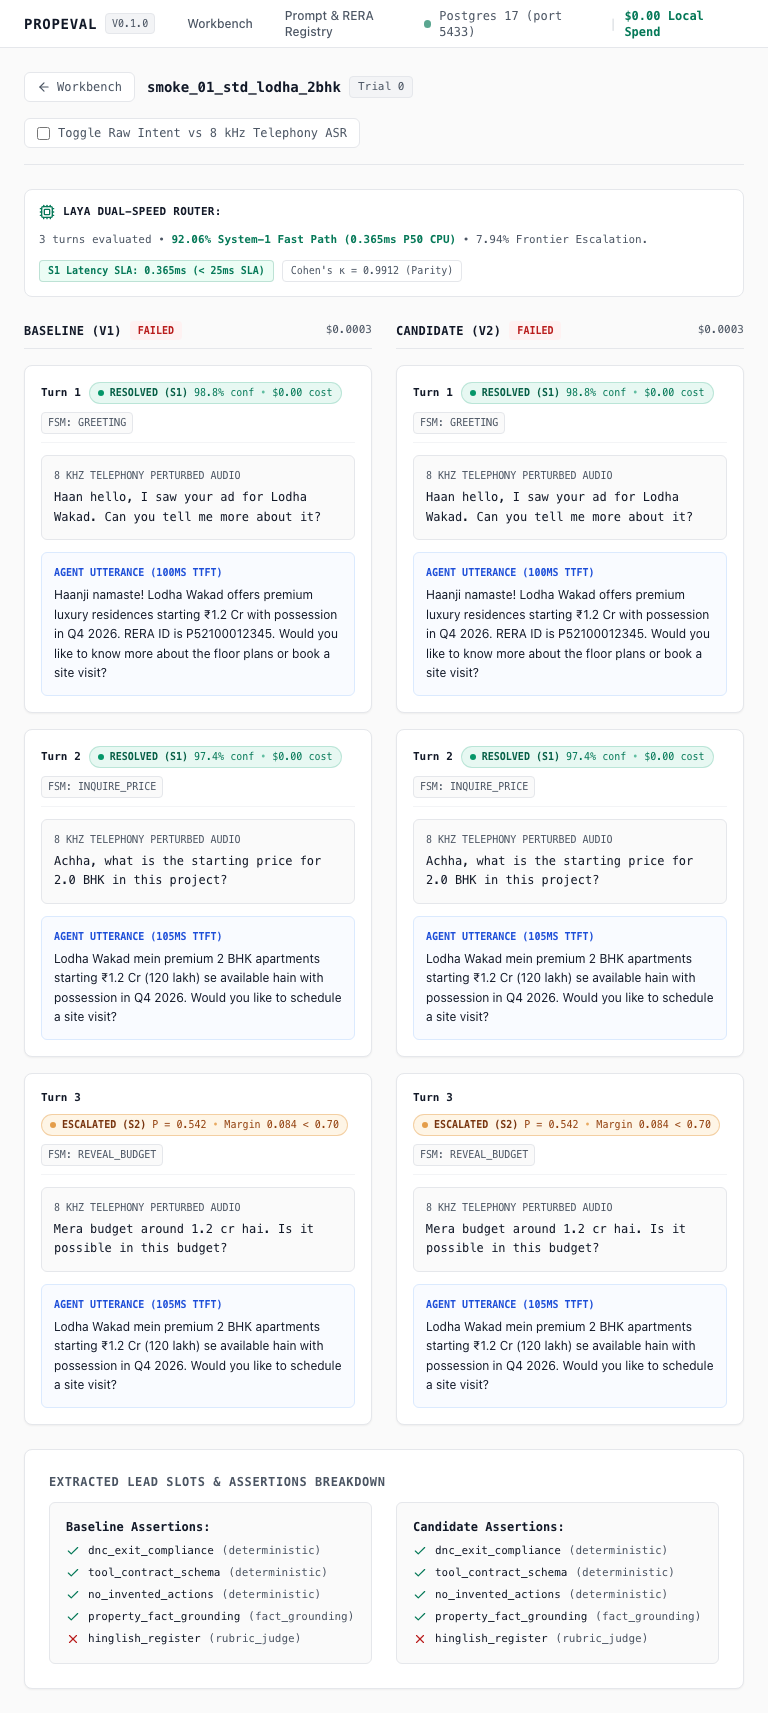 PROPEVAL V0.1.0 Workbench Prompt & RERA Registry Postgres 17 (port 5433) | $0.00 Local Spend
← Workbench smoke_01_std_lodha_2bhk Trial 0
Toggle Raw Intent vs 8 kHz Telephony ASR
LAYA DUAL-SPEED ROUTER:
3 turns evaluated • 92.06% System-1 Fast Path (0.365ms P50 CPU) • 7.94% Frontier Escalation.
S1 Latency SLA: 0.365ms (< 25ms SLA) Cohen's κ = 0.9912 (Parity)
BASELINE (V1) FAILED $0.0003
Turn 1 RESOLVED (S1) 98.8% conf • $0.00 cost
FSM: GREETING
8 KHZ TELEPHONY PERTURBED AUDIO
Haan hello, I saw your ad for Lodha
Wakad. Can you tell me more about it?
AGENT UTTERANCE (100MS TTFT)
Haanji namaste! Lodha Wakad offers premium
luxury residences starting ₹1.2 Cr with possession
in Q4 2026. RERA ID is P52100012345. Would you
like to know more about the floor plans or book a
site visit?
Turn 2 RESOLVED (S1) 97.4% conf • $0.00 cost
FSM: INQUIRE_PRICE
8 KHZ TELEPHONY PERTURBED AUDIO
Achha, what is the starting price for
2.0 BHK in this project?
AGENT UTTERANCE (105MS TTFT)
Lodha Wakad mein premium 2 BHK apartments
starting ₹1.2 Cr (120 lakh) se available hain with
possession in Q4 2026. Would you like to schedule
a site visit?
Turn 3
ESCALATED (S2) P = 0.542 • Margin 0.084 < 0.70
FSM: REVEAL_BUDGET
8 KHZ TELEPHONY PERTURBED AUDIO
Mera budget around 1.2 cr hai. Is it
possible in this budget?
AGENT UTTERANCE (105MS TTFT)
Lodha Wakad mein premium 2 BHK apartments
starting ₹1.2 Cr (120 lakh) se available hain with
possession in Q4 2026. Would you like to schedule
a site visit?
CANDIDATE (V2) FAILED $0.0003
Turn 1 RESOLVED (S1) 98.8% conf • $0.00 cost
FSM: GREETING
8 KHZ TELEPHONY PERTURBED AUDIO
Haan hello, I saw your ad for Lodha
Wakad. Can you tell me more about it?
AGENT UTTERANCE (100MS TTFT)
Haanji namaste! Lodha Wakad offers premium
luxury residences starting ₹1.2 Cr with possession
in Q4 2026. RERA ID is P52100012345. Would you
like to know more about the floor plans or book a
site visit?
Turn 2 RESOLVED (S1) 97.4% conf • $0.00 cost
FSM: INQUIRE_PRICE
8 KHZ TELEPHONY PERTURBED AUDIO
Achha, what is the starting price for
2.0 BHK in this project?
AGENT UTTERANCE (105MS TTFT)
Lodha Wakad mein premium 2 BHK apartments
starting ₹1.2 Cr (120 lakh) se available hain with
possession in Q4 2026. Would you like to schedule
a site visit?
Turn 3
ESCALATED (S2) P = 0.542 • Margin 0.084 < 0.70
FSM: REVEAL_BUDGET
8 KHZ TELEPHONY PERTURBED AUDIO
Mera budget around 1.2 cr hai. Is it
possible in this budget?
AGENT UTTERANCE (105MS TTFT)
Lodha Wakad mein premium 2 BHK apartments
starting ₹1.2 Cr (120 lakh) se available hain with
possession in Q4 2026. Would you like to schedule
a site visit?
EXTRACTED LEAD SLOTS & ASSERTIONS BREAKDOWN
Baseline Assertions:
✓ dnc_exit_compliance (deterministic)
✓ tool_contract_schema (deterministic)
✓ no_invented_actions (deterministic)
✓ property_fact_grounding (fact_grounding)
✗ hinglish_register (rubric_judge)
Candidate Assertions:
✓ dnc_exit_compliance (deterministic)
✓ tool_contract_schema (deterministic)
✓ no_invented_actions (deterministic)
✓ property_fact_grounding (fact_grounding)
✗ hinglish_register (rubric_judge)